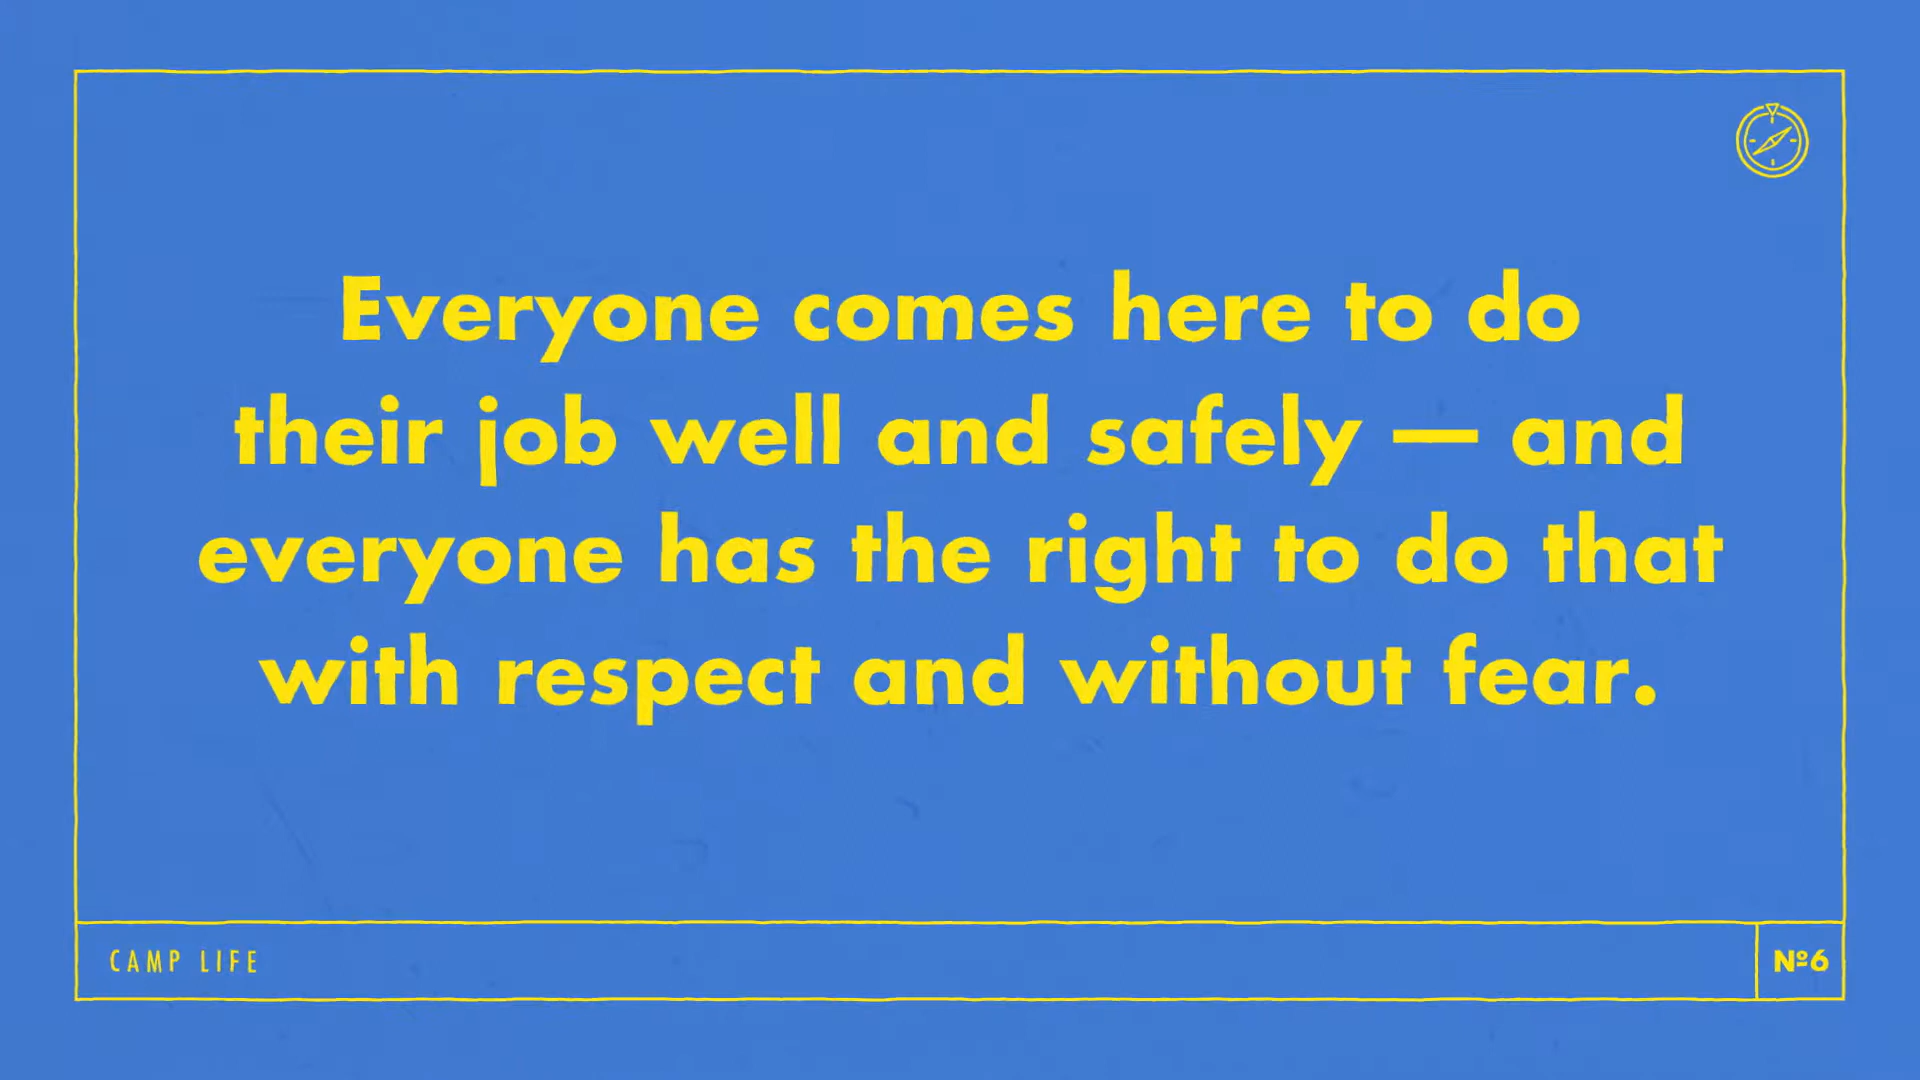 Everyone comes here to do
their job well and safely — and
everyone has the right to do that
with respect and without fear.
CAMP LIFE
Nº6